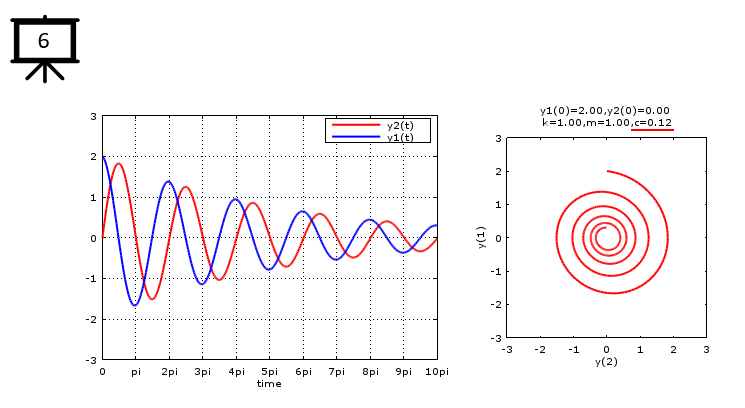 6
3
2
1
0
-1
-2
-3
0 pi 2pi 3pi 4pi 5pi 6pi 7pi 8pi 9pi 10pi
time
y2(t)
y1(t)
y1(0)=2.00,y2(0)=0.00
k=1.00,m=1.00,c=0.12
3
2
1
0
-1
-2
-3
y(1)
-3 -2 -1 0 1 2 3
y(2)